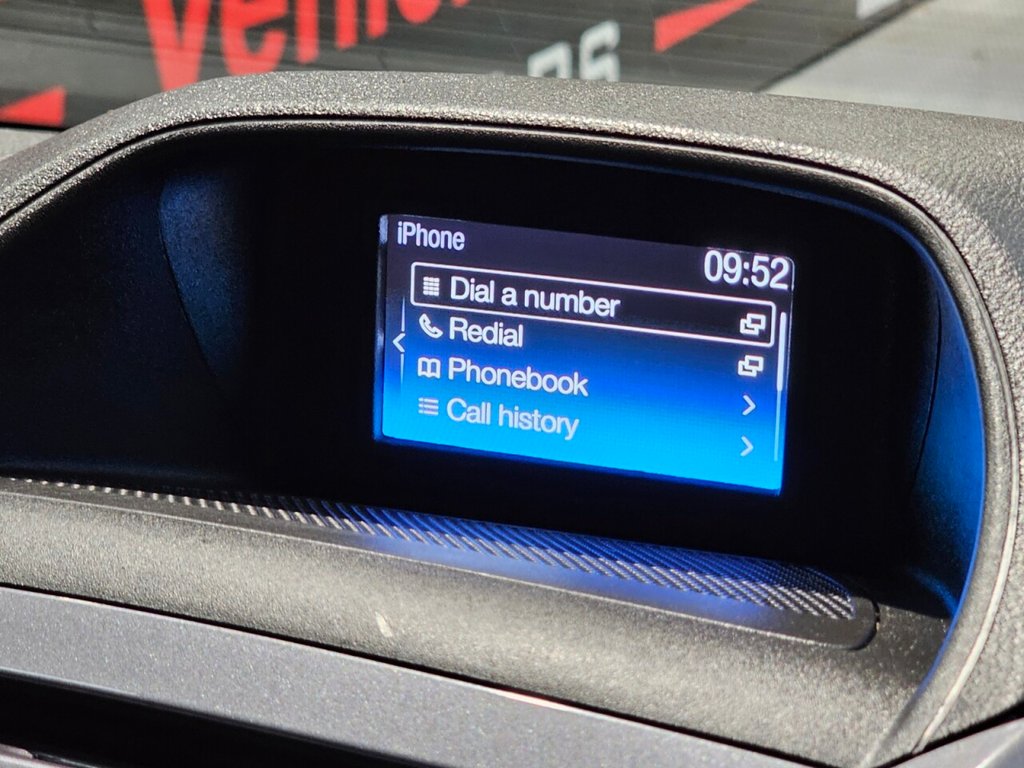 iPhone
09:52
Dial a number
Redial
Phonebook
Call history